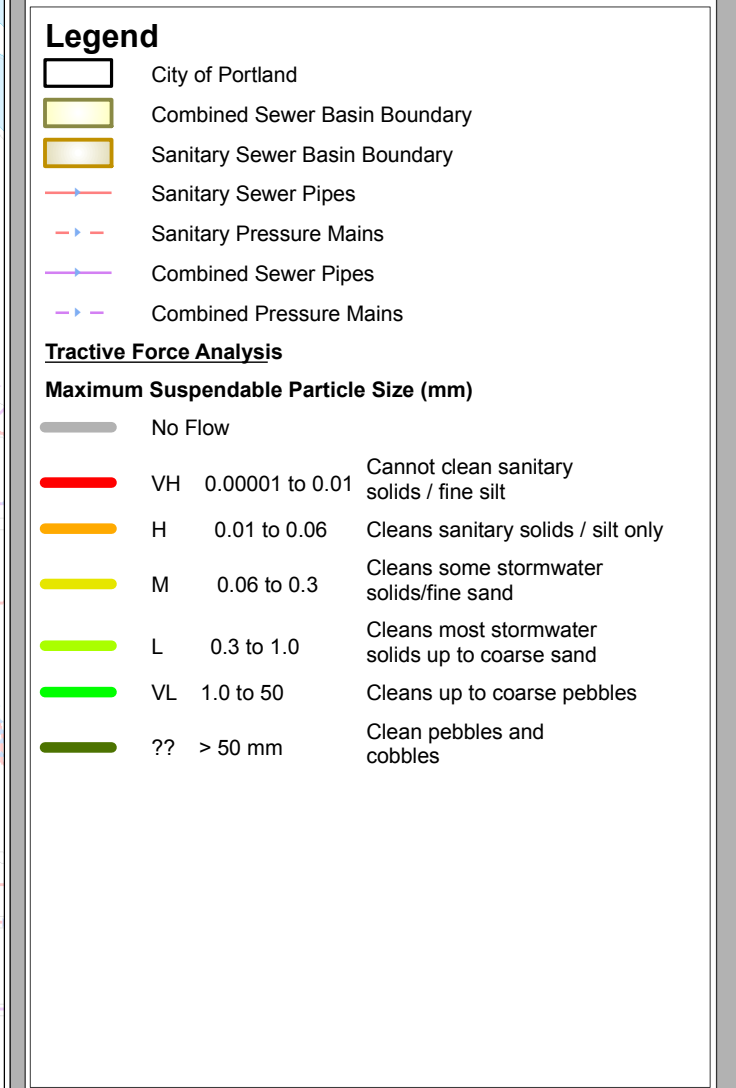 Legend
City of Portland
Combined Sewer Basin Boundary
Sanitary Sewer Basin Boundary
Sanitary Sewer Pipes
Sanitary Pressure Mains
Combined Sewer Pipes
Combined Pressure Mains
Tractive Force Analysis
Maximum Suspendable Particle Size (mm)
No Flow
VH 0.00001 to 0.01 Cannot clean sanitary
solids / fine silt
H 0.01 to 0.06 Cleans sanitary solids / silt only
M 0.06 to 0.3 Cleans some stormwater
solids/fine sand
L 0.3 to 1.0 Cleans most stormwater
solids up to coarse sand
VL 1.0 to 50 Cleans up to coarse pebbles
?? > 50 mm Clean pebbles and
cobbles